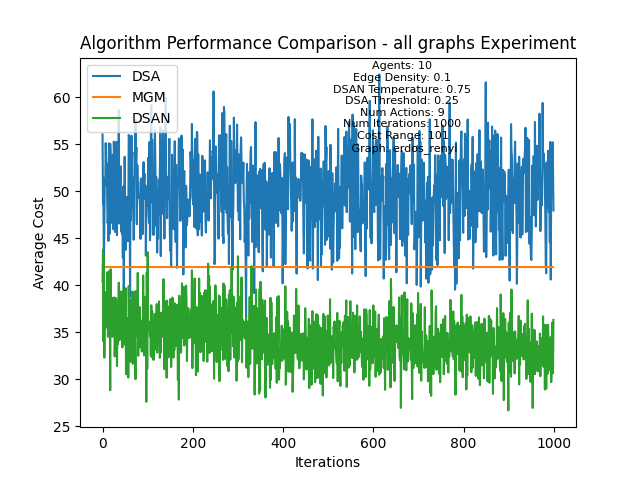 Algorithm Performance Comparison - all graphs Experiment
DSA
MGM
DSAN
Agents: 10
Edge Density: 0.1
DSAN Temperature: 0.75
DSA Threshold: 0.25
Num Actions: 9
Num Iterations: 1000
Cost Range: 101
Graph: erdos_renyi
Average Cost
60
55
50
45
40
35
30
25
0
200
400
600
800
1000
Iterations